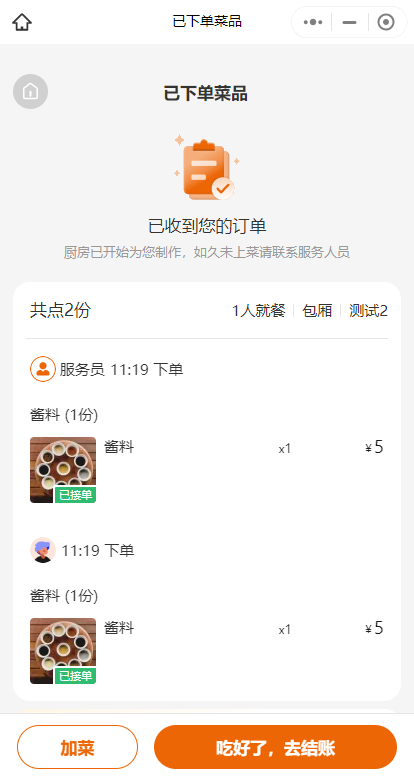 已下单菜品
已下单菜品
已收到您的订单
厨房已开始为您制作，如久未上菜请联系服务人员
共点2份 1人就餐 包厢 测试2
服务员 11:19 下单
酱料 (1份)
酱料 x1 ¥5
已接单
11:19 下单
酱料 (1份)
酱料 x1 ¥5
已接单
加菜 吃好了，去结账